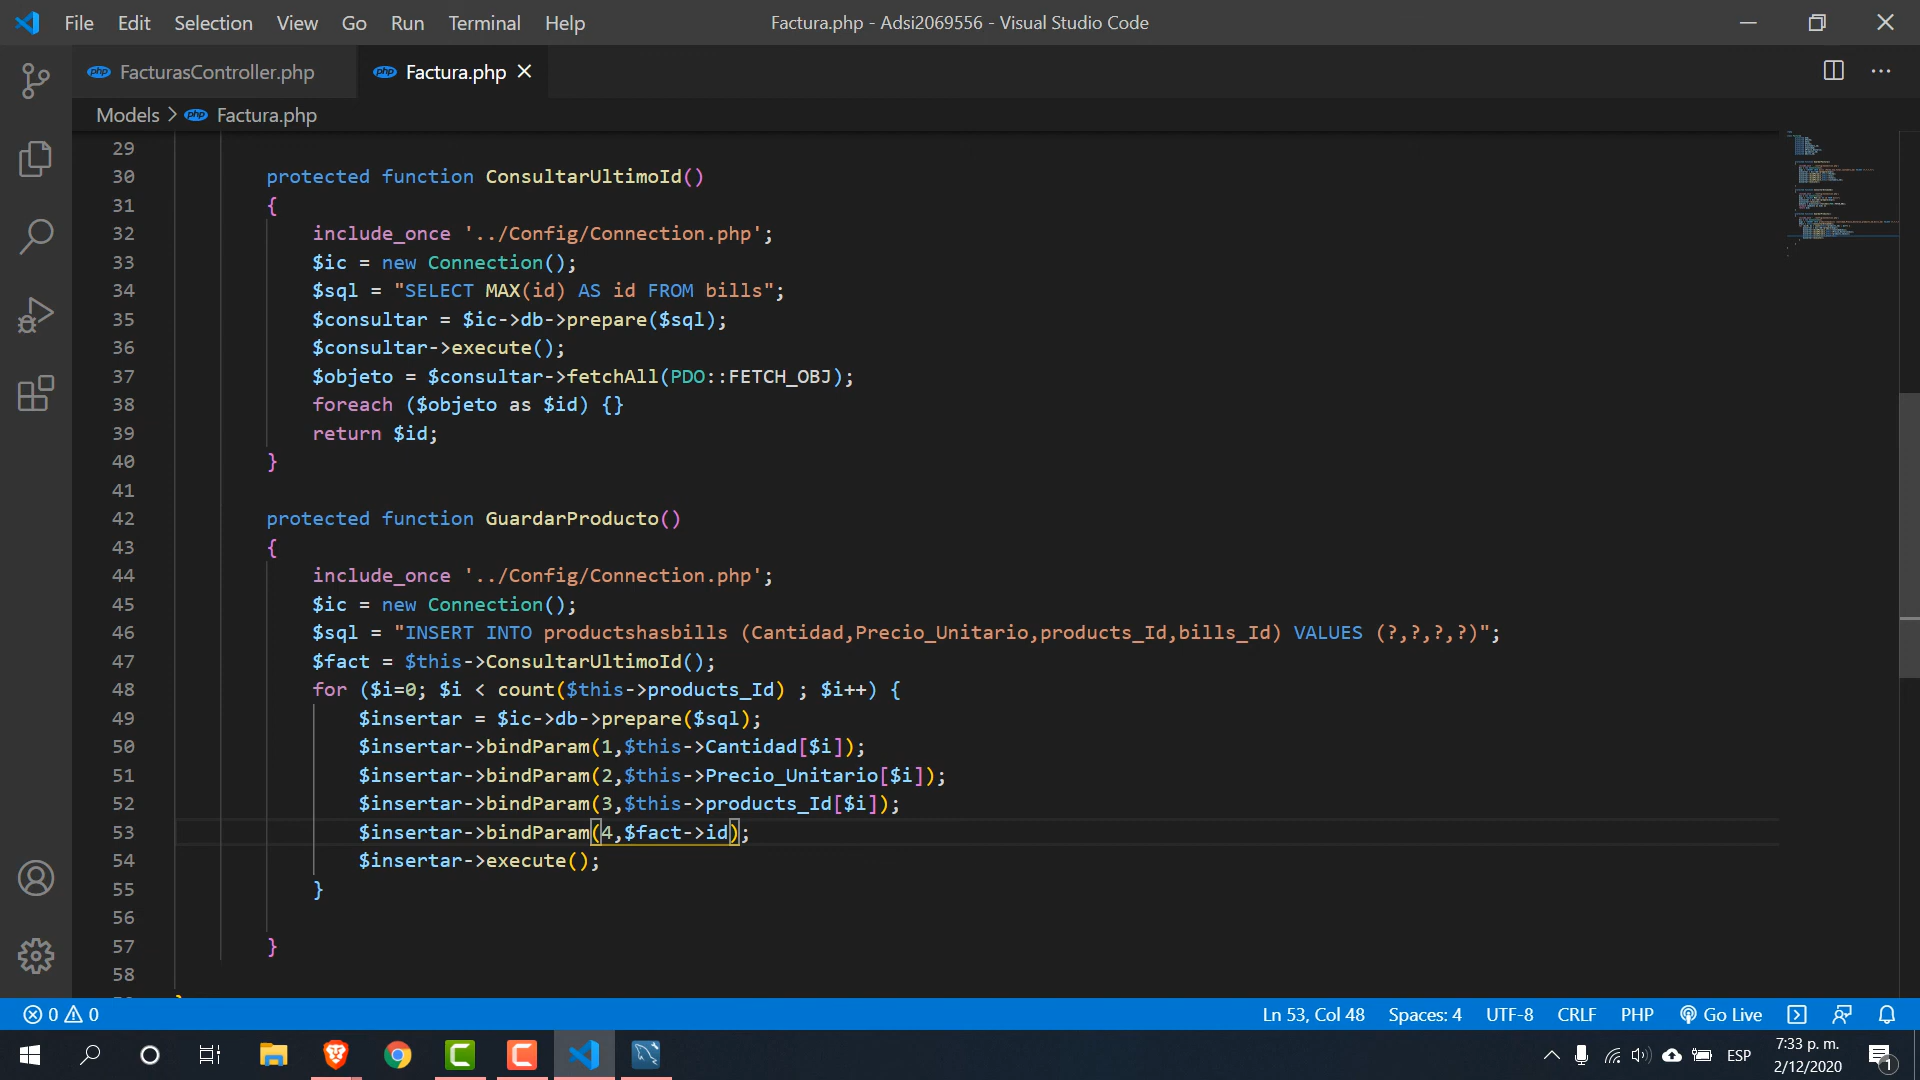 File Edit Selection View Go Run Terminal Help
Factura.php - Adsi2069556 - Visual Studio Code
php FacturasController.php
php Factura.php
Models > php Factura.php
29
30 protected function ConsultarUltimoId()
31 {
32 include_once '../Config/Connection.php';
33 $ic = new Connection();
34 $sql = "SELECT MAX(id) AS id FROM bills";
35 $consultar = $ic->db->prepare($sql);
36 $consultar->execute();
37 $objeto = $consultar->fetchAll(PDO::FETCH_OBJ);
38 foreach ($objeto as $id) {}
39 return $id;
40 }
41
42 protected function GuardarProducto()
43 {
44 include_once '../Config/Connection.php';
45 $ic = new Connection();
46 $sql = "INSERT INTO productshasbills (Cantidad,Precio_Unitario,products_Id,bills_Id) VALUES (?,?,?,?)";
47 $fact = $this->ConsultarUltimoId();
48 for ($i=0; $i < count($this->products_Id) ; $i++) {
49 $insertar = $ic->db->prepare($sql);
50 $insertar->bindParam(1,$this->Cantidad[$i]);
51 $insertar->bindParam(2,$this->Precio_Unitario[$i]);
52 $insertar->bindParam(3,$this->products_Id[$i]);
53 $insertar->bindParam(4,$fact->id);
54 $insertar->execute();
55 }
56
57 }
58
0 0
Ln 53, Col 48 Spaces: 4 UTF-8 CRLF PHP Go Live
ESP
7:33 p. m.
2/12/2020
1